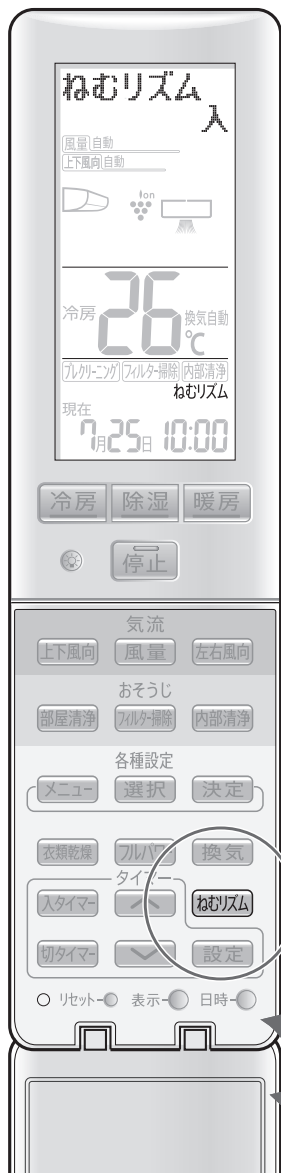 ねむリズム
入
風量 自動
上下風向 自動
Ion
冷房 26℃ 換気自動
プレクリーニング フィルター掃除 内部清浄
ねむリズム
現在
7月25日 10:00
冷房 除湿 暖房
停止
気流
上下風向 風量 左右風向
おそうじ
部屋清浄 フィルター掃除 内部清浄
各種設定
メニュー 選択 決定
衣類乾燥 フルパワー 換気
タイマー
入タイマー ねむリズム
切タイマー 設定
リセット 表示 日時